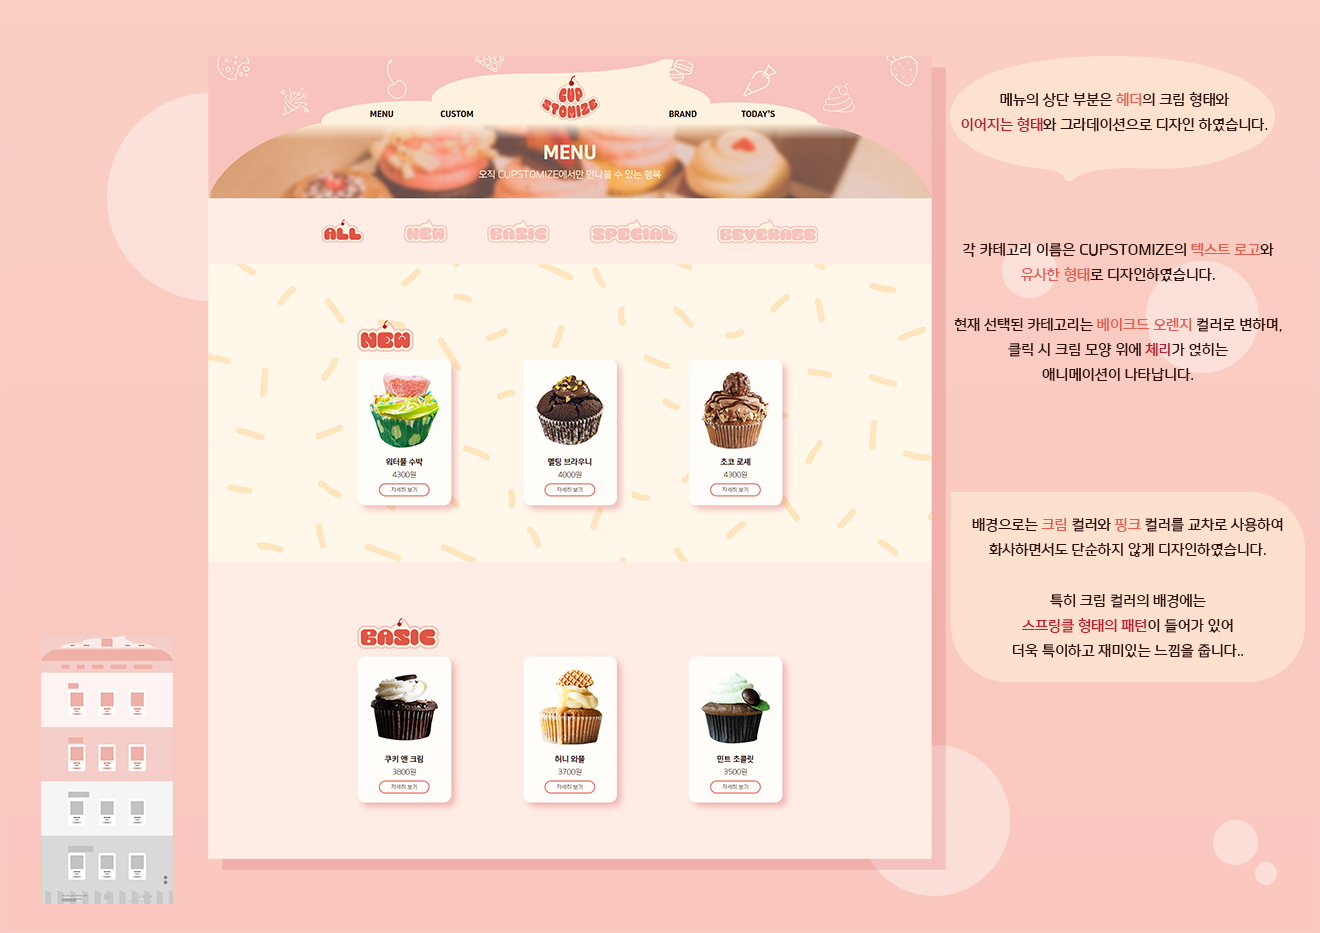 MENU
CUSTOM
CUP
STOMIZE
BRAND
TODAY'S
MENU
오직 CUPSTOMIZE에서만 만나볼 수 있는 행복
ALL
NEW
BASIC
SPECIAL
BEVERAGE
NEW
워터풀 수박
4300원
자세히 보기
멜팅 브라우니
4000원
자세히 보기
초코 로셰
4300원
자세히 보기
BASIC
쿠키 앤 크림
3800원
자세히 보기
허니 와플
3700원
자세히 보기
민트 초콜릿
3500원
자세히 보기
메뉴의 상단 부분은 헤더의 크림 형태와
이어지는 형태와 그라데이션으로 디자인 하였습니다.
각 카테고리 이름은 CUPSTOMIZE의 텍스트 로고와
유사한 형태로 디자인하였습니다.
현재 선택된 카테고리는 베이크드 오렌지 컬러로 변하며,
클릭 시 크림 모양 위에 체리가 얹히는
애니메이션이 나타납니다.
배경으로는 크림 컬러와 핑크 컬러를 교차로 사용하여
화사하면서도 단순하지 않게 디자인하였습니다.
특히 크림 컬러의 배경에는
스프링클 형태의 패턴이 들어가 있어
더욱 특이하고 재미있는 느낌을 줍니다..